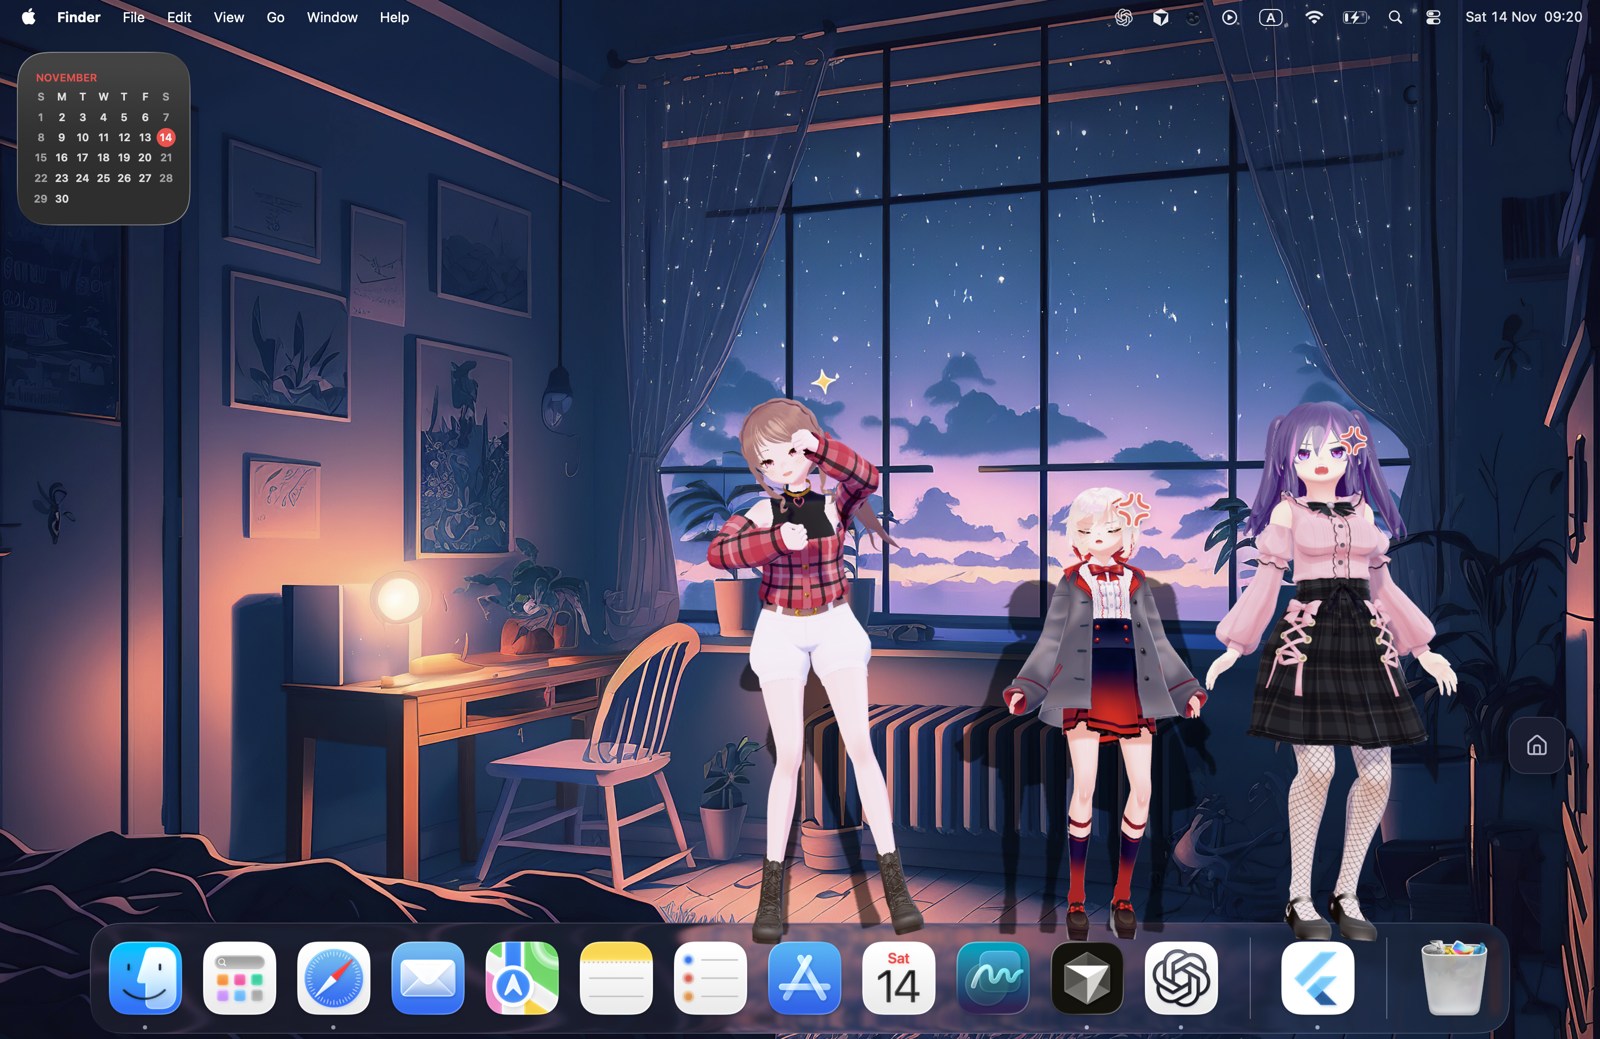 Finder File Edit View Go Window Help
A
Sat 14 Nov 09:20
NOVEMBER
S M T W T F S
1 2 3 4 5 6 7
8 9 10 11 12 13 14
15 16 17 18 19 20 21
22 23 24 25 26 27 28
29 30
Sat
14